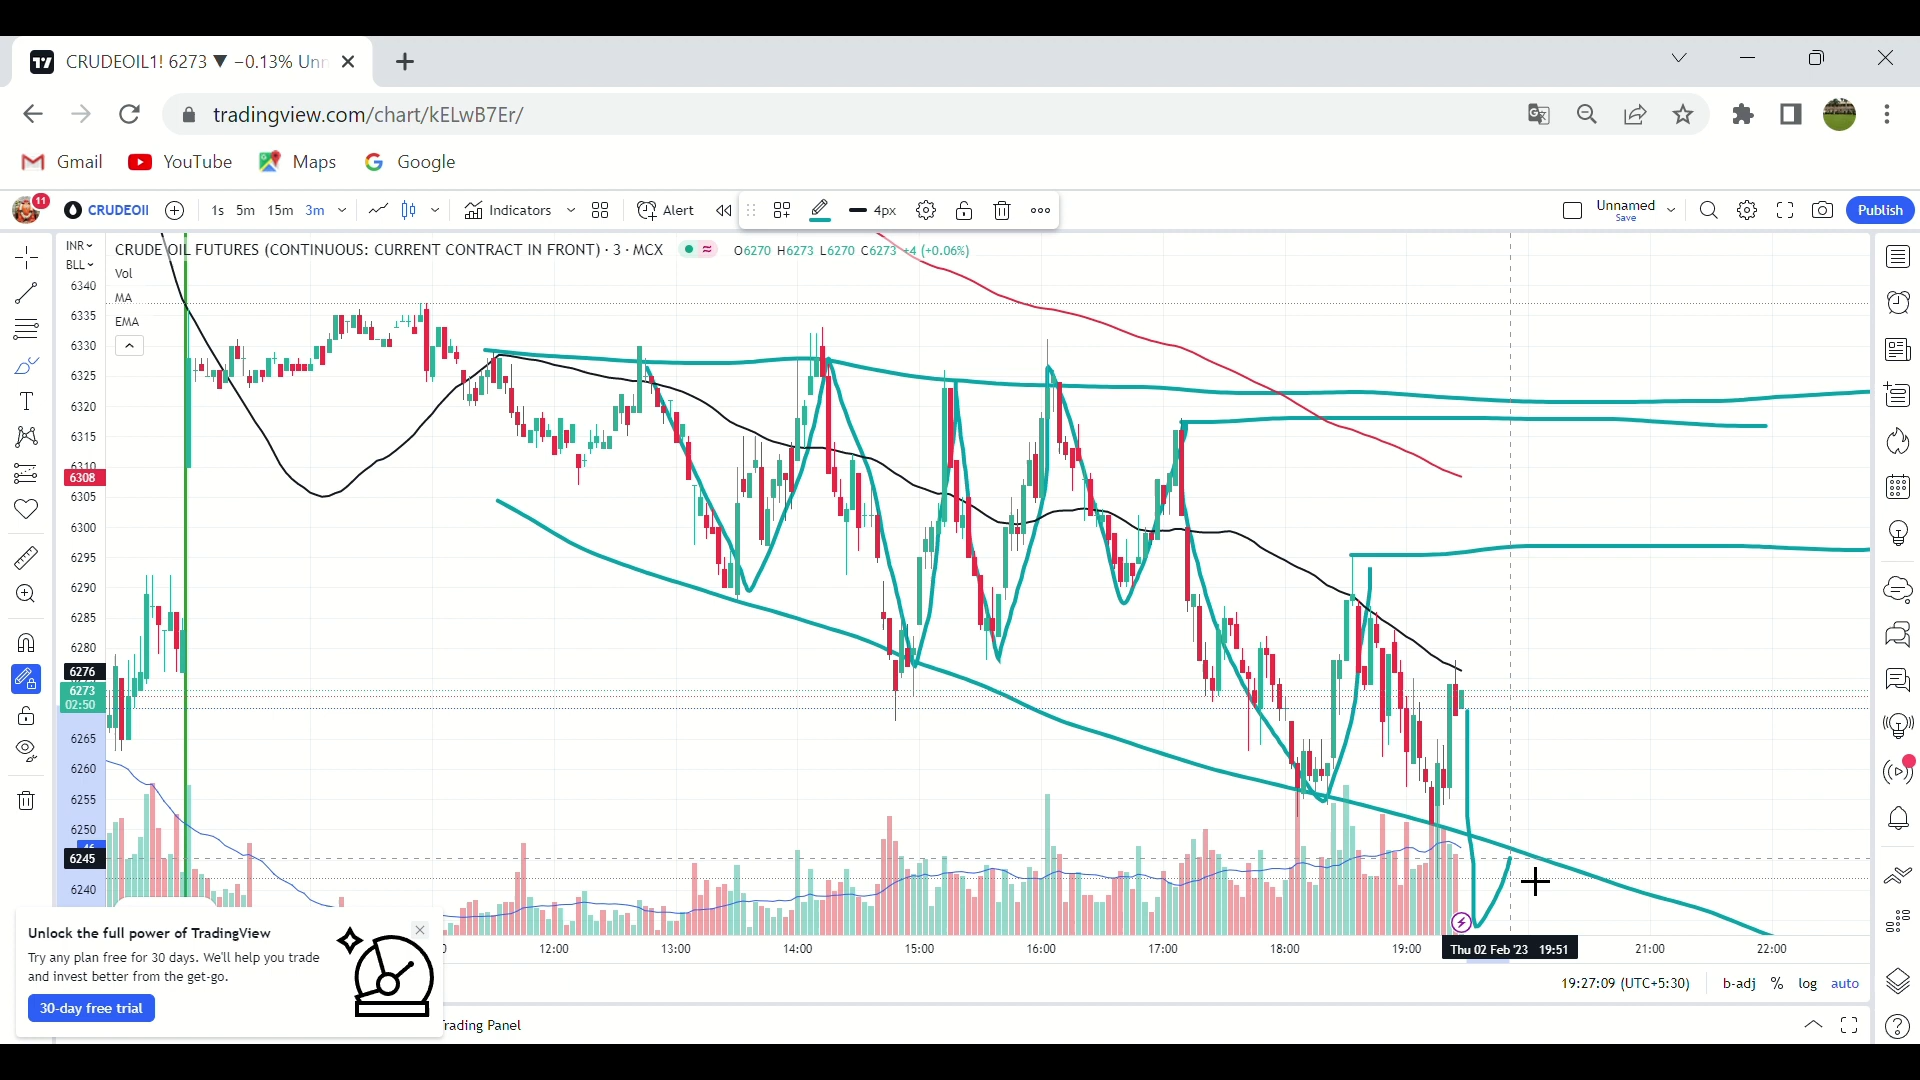 CRUDEOIL1! 6273 ▼ −0.13% Unn
tradingview.com/chart/kELwB7Er/
Gmail YouTube Maps Google
11 CRUDEOIl 1s 5m 15m 3m Indicators Alert 4px Unnamed Save Publish
INR CRUDE OIL FUTURES (CONTINUOUS: CURRENT CONTRACT IN FRONT) · 3 · MCX O6270 H6273 L6270 C6273 +4 (+0.06%)
BLL
Vol
6340
MA
6335
EMA
6330
6325
6320
6315
6310
6308
6305
6300
6295
6290
6285
6280
6276
6273
02:50
6265
6260
6255
6250
6245
6240
12:00 13:00 14:00 15:00 16:00 17:00 18:00 19:00 Thu 02 Feb '23 19:51 21:00 22:00
Unlock the full power of TradingView
Try any plan free for 30 days. We'll help you trade
and invest better from the get-go.
30-day free trial
19:27:09 (UTC+5:30) b-adj % log auto
rading Panel